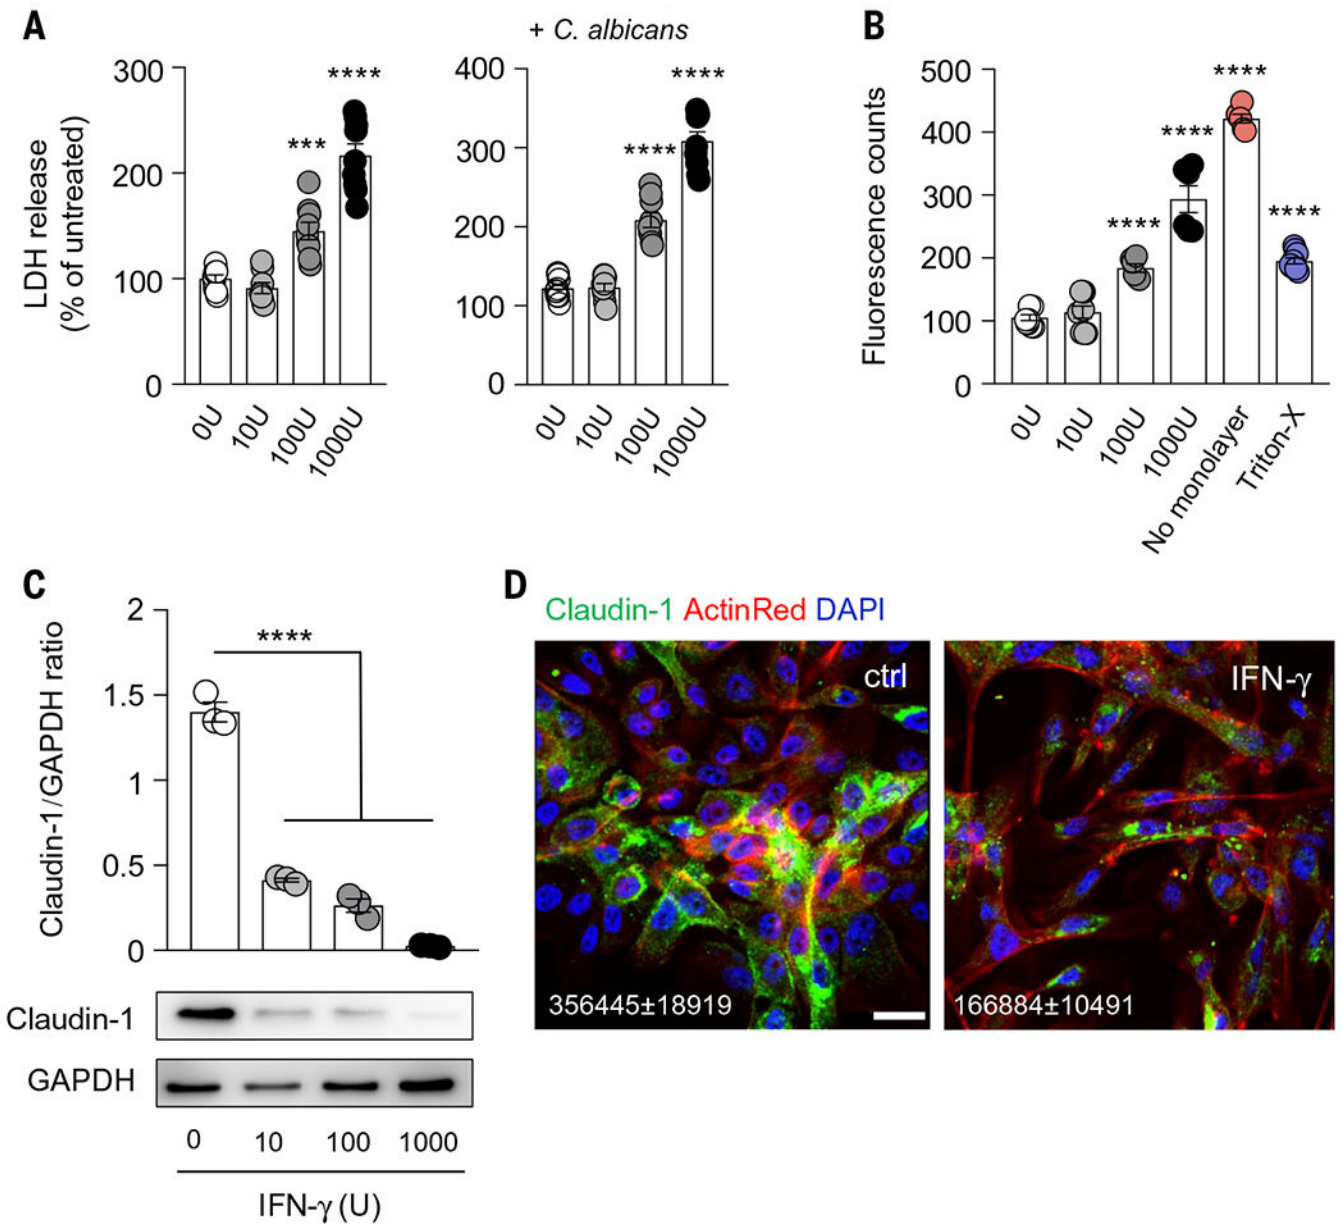 A
+ C. albicans
LDH release
(% of untreated)
300
200
100
0
***
****
0U
10U
100U
1000U
400
300
200
100
0
****
****
0U
10U
100U
1000U
B
Fluorescence counts
500
400
300
200
100
0
****
****
****
****
0U
10U
100U
1000U
No monolayer
Triton-X
C
Claudin-1/GAPDH ratio
2
1.5
1
0.5
0
****
Claudin-1
GAPDH
0 10 100 1000
IFN-γ (U)
D
Claudin-1 ActinRed DAPI
ctrl
356445±18919
IFN-γ
166884±10491